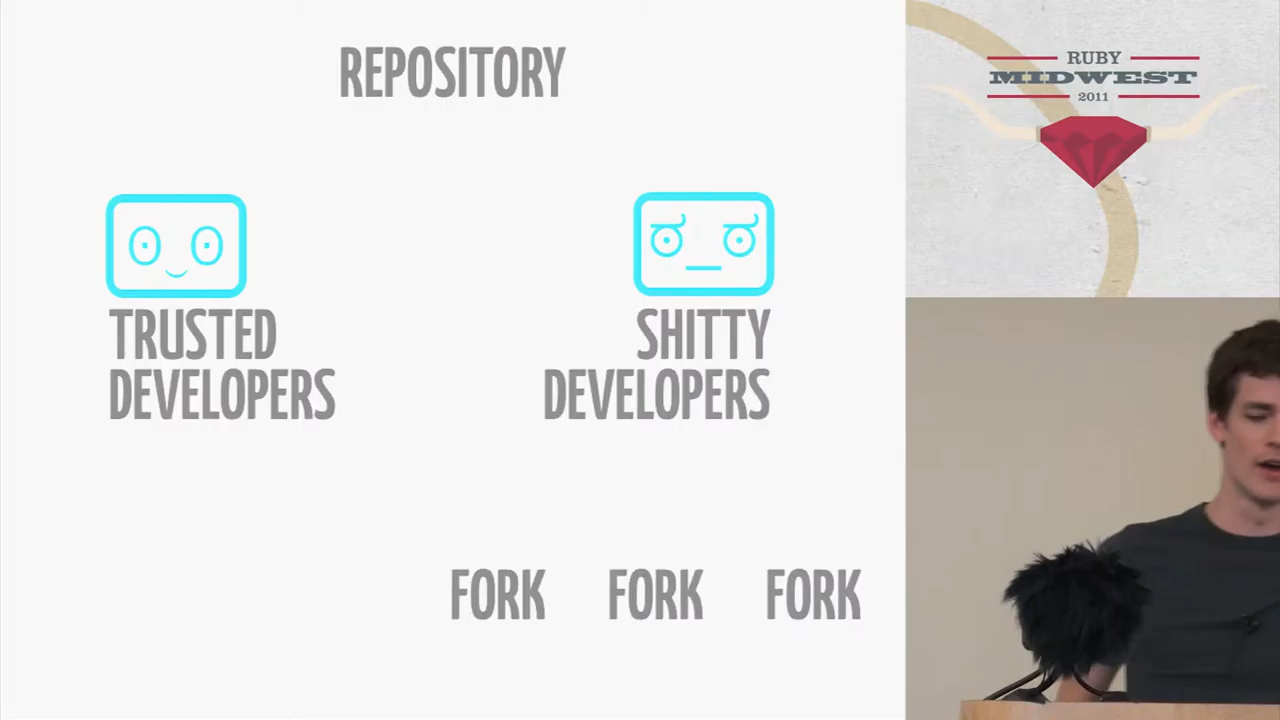 REPOSITORY
TRUSTED
DEVELOPERS
SHITTY
DEVELOPERS
FORK FORK FORK
RUBY
MIDWEST
2011